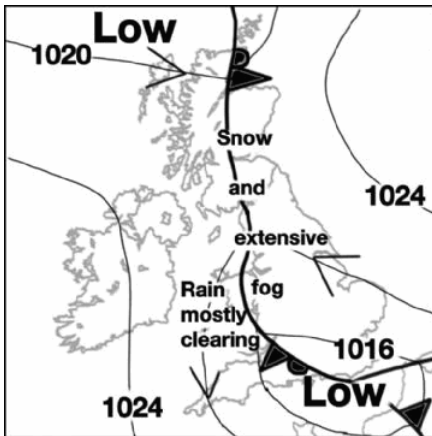 Low
1020
Snow
and
1024
extensive
Rain
fog
mostly
clearing
1016
Low
1024